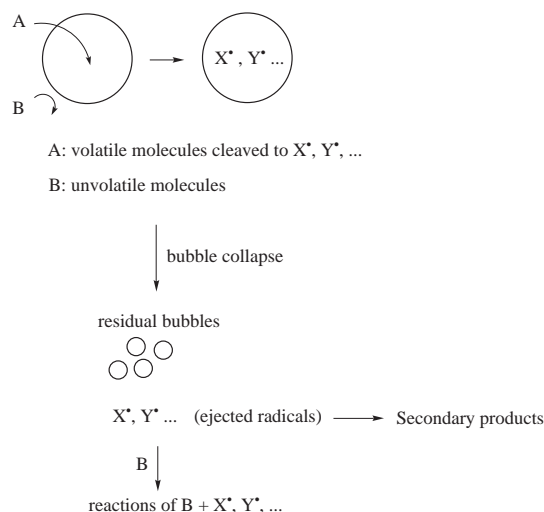 A
X•, Y• ...
B
A: volatile molecules cleaved to X•, Y•, ...
B: unvolatile molecules
bubble collapse
residual bubbles
X•, Y• ... (ejected radicals) Secondary products
B
reactions of B + X•, Y•, ...